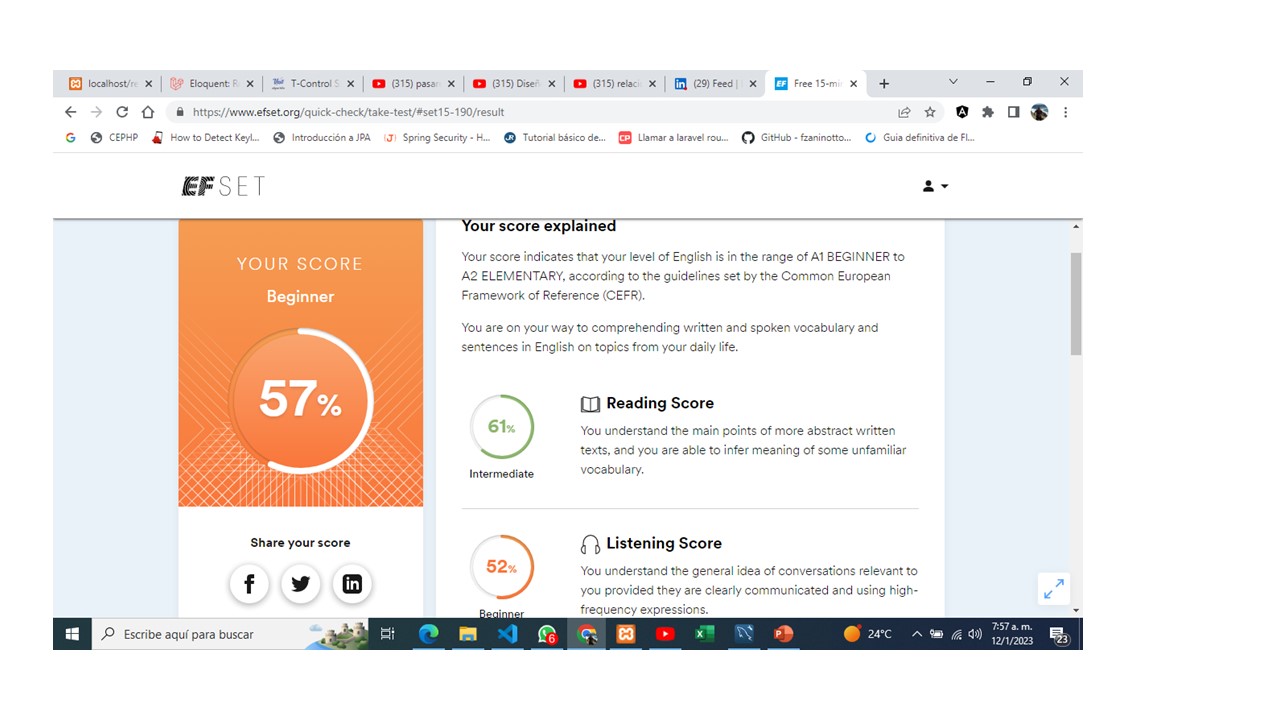 localhost/re
Eloquent: R
T-Control S
(315) pasar
(315) Diseñ
(315) relaci
(29) Feed |
Free 15-mi
https://www.efset.org/quick-check/take-test/#set15-190/result
CEPHP
How to Detect Keyl...
Introducción a JPA
Spring Security - H...
Tutorial básico de...
Llamar a laravel rou...
GitHub - fzaninotto...
Guia definitiva de Fl...
EF SET
YOUR SCORE
Beginner
57%
Share your score
Your score explained
Your score indicates that your level of English is in the range of A1 BEGINNER to
A2 ELEMENTARY, according to the guidelines set by the Common European
Framework of Reference (CEFR).
You are on your way to comprehending written and spoken vocabulary and
sentences in English on topics from your daily life.
61%
Intermediate
Reading Score
You understand the main points of more abstract written
texts, and you are able to infer meaning of some unfamiliar
vocabulary.
52%
Beginner
Listening Score
You understand the general idea of conversations relevant to
you provided they are clearly communicated and using high-
frequency expressions.
Escribe aquí para buscar
6
24°C
7:57 a. m.
12/1/2023
23